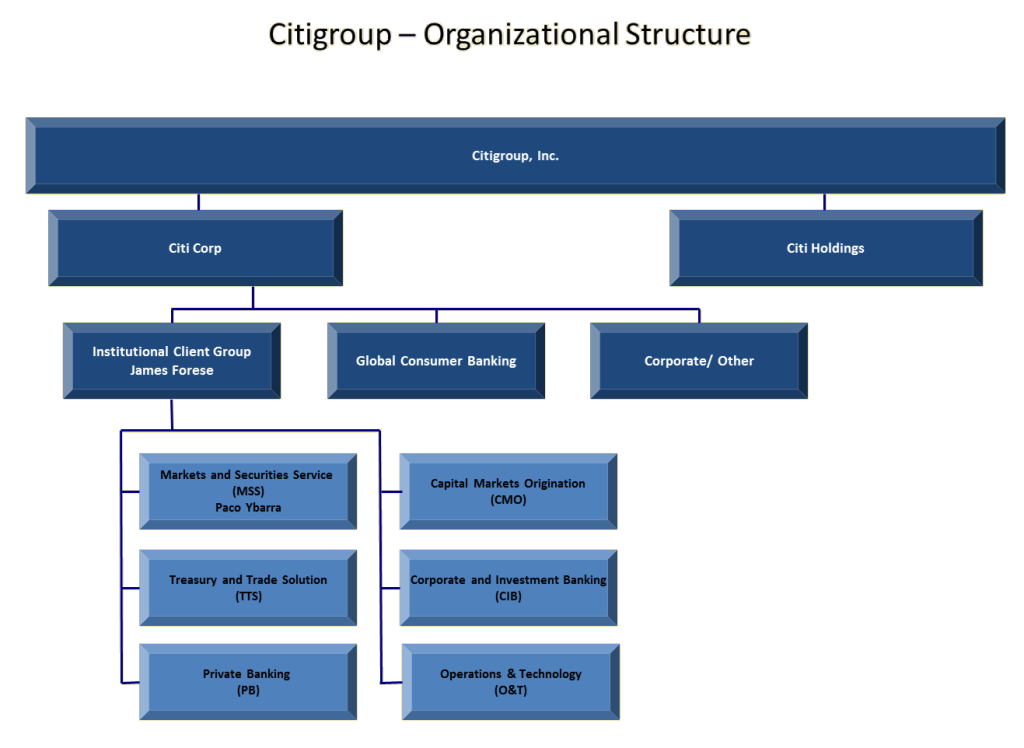 Citigroup – Organizational Structure
Citigroup, Inc.
Citi Corp
Citi Holdings
Institutional Client Group
James Forese
Global Consumer Banking
Corporate/ Other
Markets and Securities Service
(MSS)
Paco Ybarra
Capital Markets Origination
(CMO)
Treasury and Trade Solution
(TTS)
Corporate and Investment Banking
(CIB)
Private Banking
(PB)
Operations & Technology
(O&T)